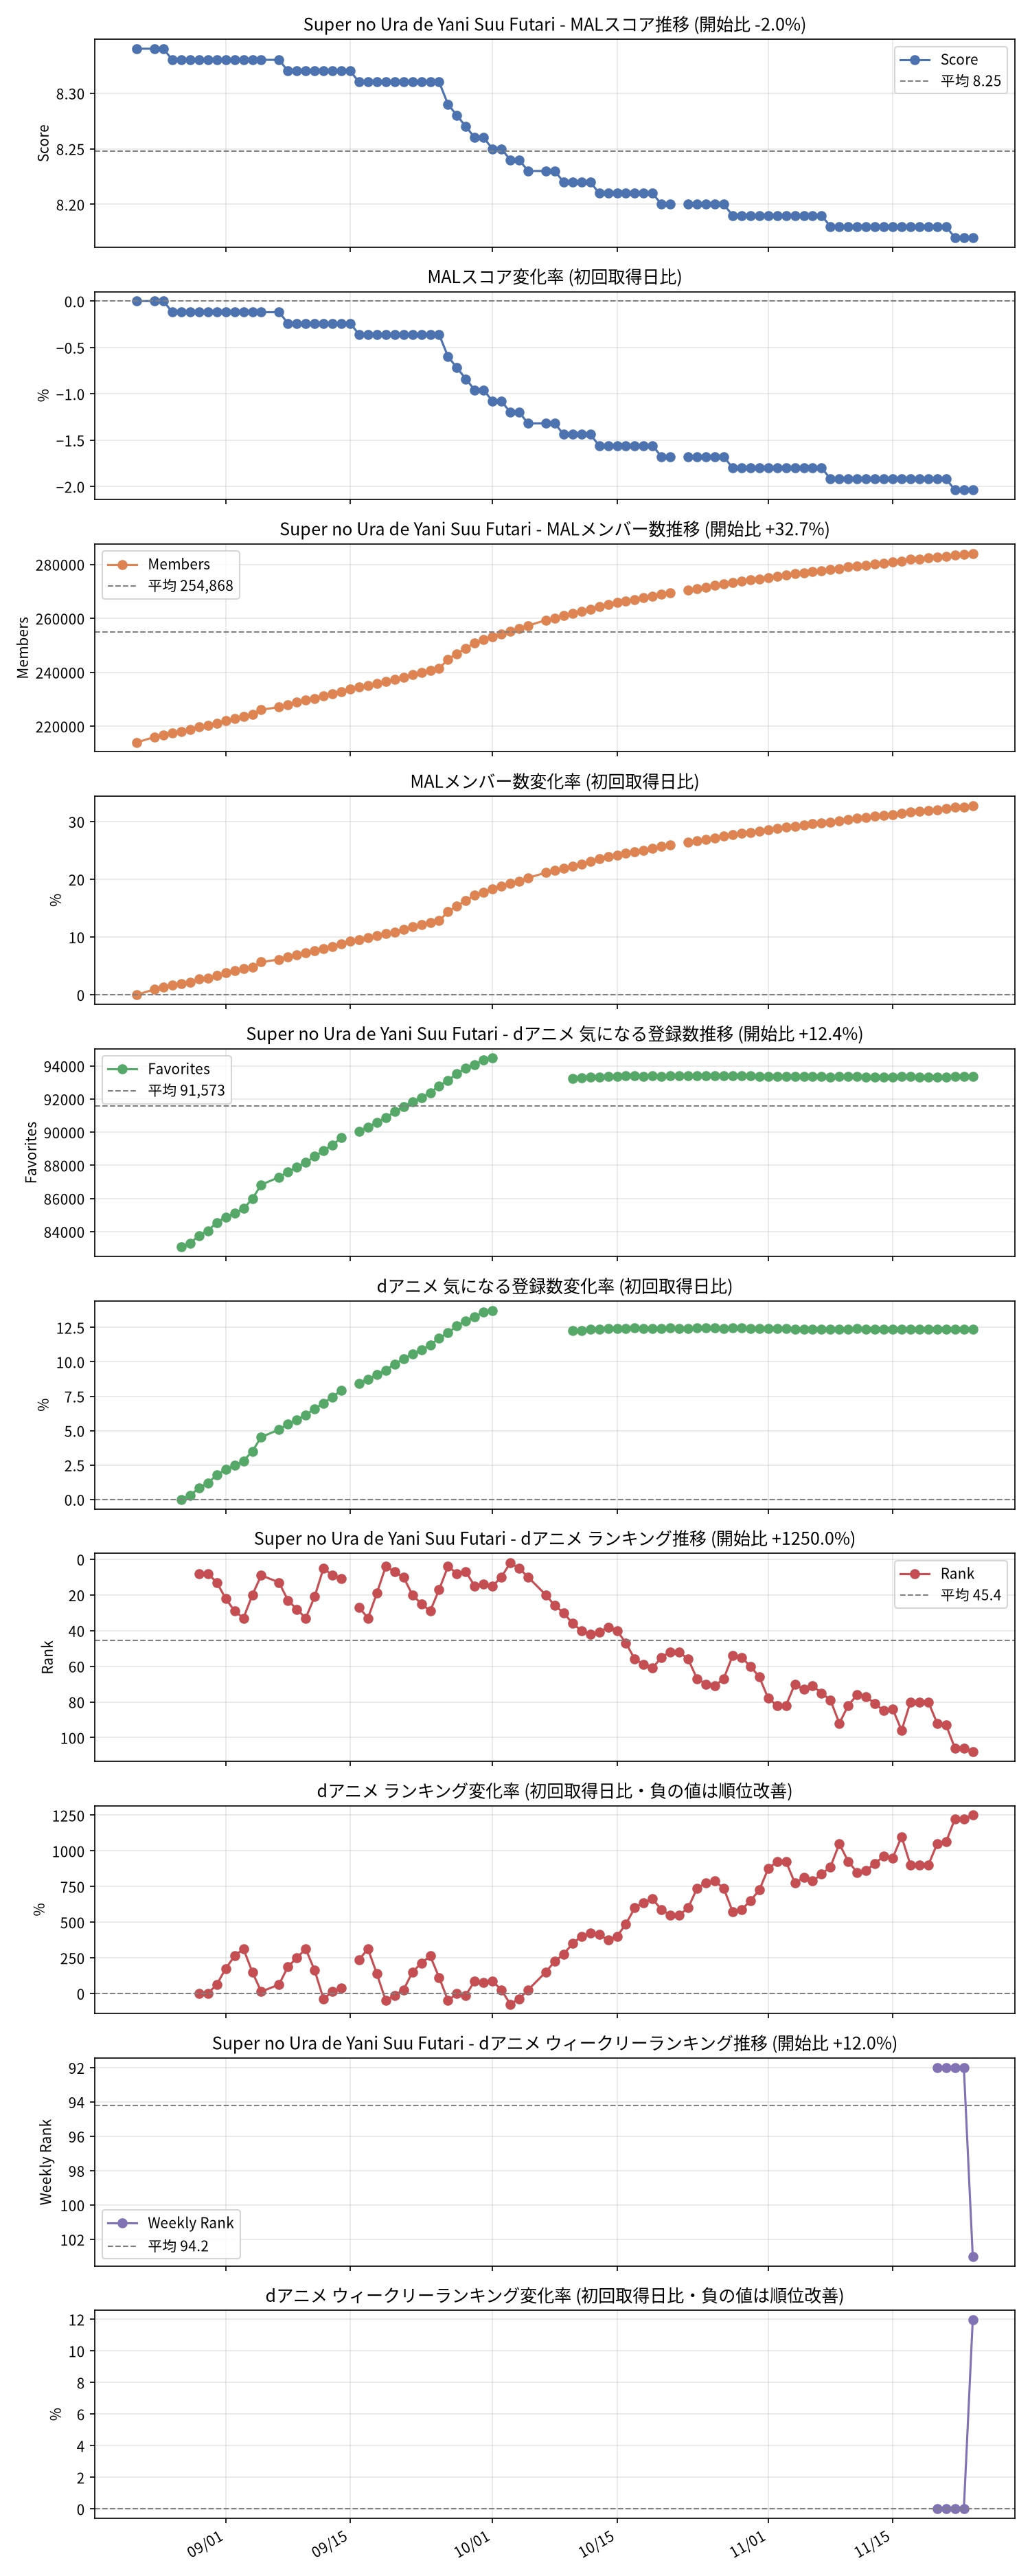 Super no Ura de Yani Suu Futari - MALスコア推移 (開始比 -2.0%)
Score
8.30
8.25
8.20
Score
平均 8.25
MALスコア変化率 (初回取得日比)
%
0.0
−0.5
−1.0
−1.5
−2.0
Super no Ura de Yani Suu Futari - MALメンバー数推移 (開始比 +32.7%)
Members
280000
260000
240000
220000
Members
平均 254,868
MALメンバー数変化率 (初回取得日比)
%
30
20
10
0
Super no Ura de Yani Suu Futari - dアニメ 気になる登録数推移 (開始比 +12.4%)
Favorites
94000
92000
90000
88000
86000
84000
Favorites
平均 91,573
dアニメ 気になる登録数変化率 (初回取得日比)
%
12.5
10.0
7.5
5.0
2.5
0.0
Super no Ura de Yani Suu Futari - dアニメ ランキング推移 (開始比 +1250.0%)
Rank
0
20
40
60
80
100
Rank
平均 45.4
dアニメ ランキング変化率 (初回取得日比・負の値は順位改善)
%
1250
1000
750
500
250
0
Super no Ura de Yani Suu Futari - dアニメ ウィークリーランキング推移 (開始比 +12.0%)
Weekly Rank
92
94
96
98
100
102
Weekly Rank
平均 94.2
dアニメ ウィークリーランキング変化率 (初回取得日比・負の値は順位改善)
%
12
10
8
6
4
2
0
09/01
09/15
10/01
10/15
11/01
11/15